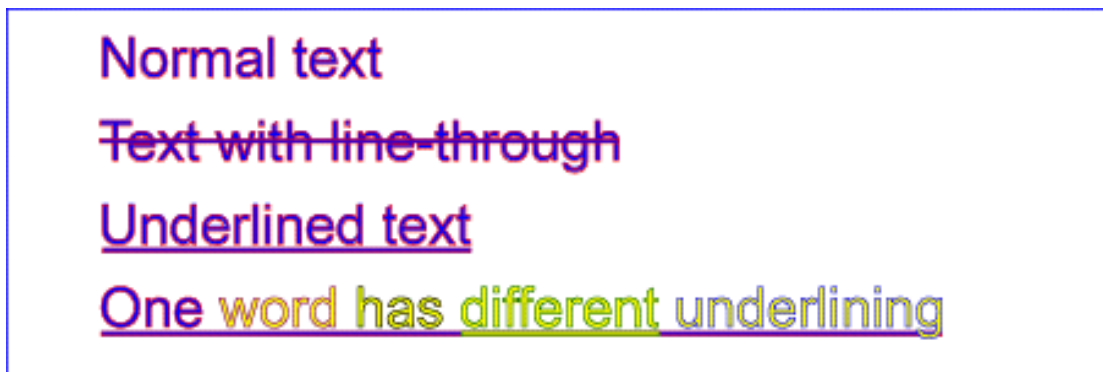 Normal text
Text with line-through
Underlined text
One word has different underlining